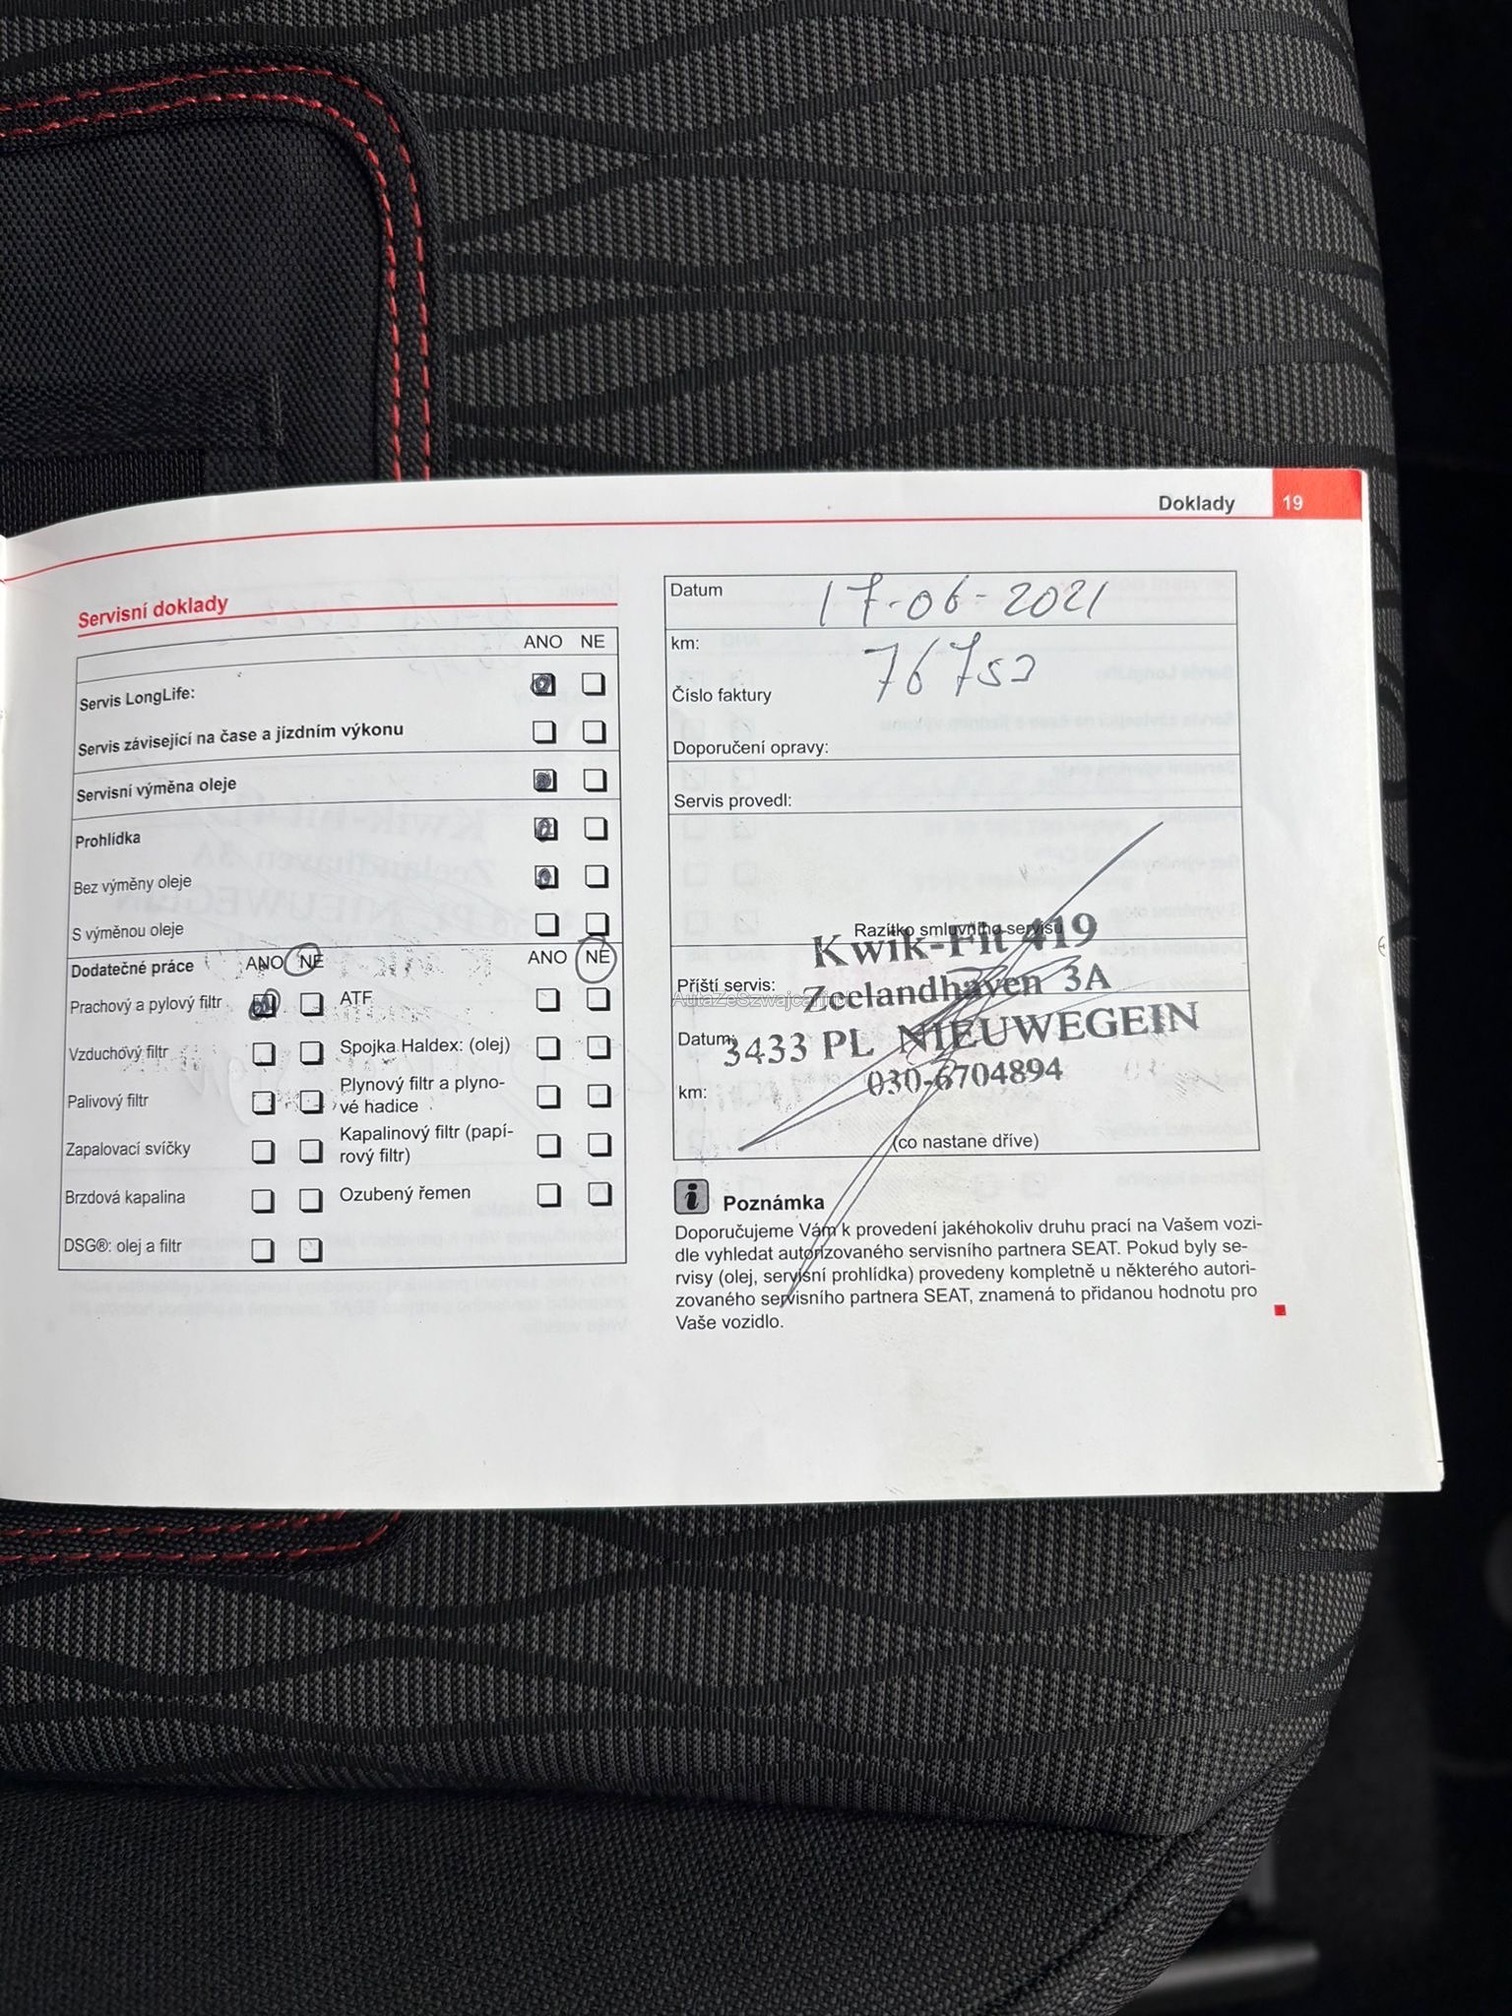 Doklady 19
Servisní doklady
ANO NE
Servis LongLife:
Servis závisející na čase a jízdním výkonu
Servisní výměna oleje
Prohlídka
Bez výměny oleje
S výměnou oleje
Dodatečné práce ANO NE ANO NE
Prachový a pylový filtr ATF
Vzduchový filtr Spojka Haldex: (olej)
Palivový filtr Plynový filtr a plyno-
vé hadice
Zapalovací svíčky Kapalinový filtr (papí-
rový filtr)
Brzdová kapalina Ozubený řemen
DSG®: olej a filtr
Datum 17-06-2021
km: 76753
Číslo faktury
Doporučení opravy:
Servis provedl:
Razítko smluvního servisu
Kwik-Fit 419
Příští servis:
Zeelandhaven 3A
Datum:
3433 PL NIEUWEGEIN
030-6704894
km:
(co nastane dříve)
i Poznámka
Doporučujeme Vám k provedení jakéhokoliv druhu prací na Vašem vozi-
dle vyhledat autorizovaného servisního partnera SEAT. Pokud byly se-
rvisy (olej, servisní prohlídka) provedeny kompletně u některého autori-
zovaného servisního partnera SEAT, znamená to přidanou hodnotu pro
Vaše vozidlo.